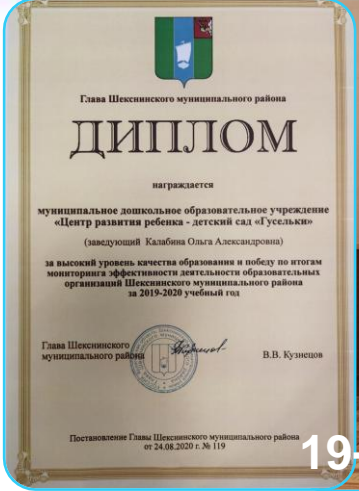 Глава Шекснинского муниципального района
ДИПЛОМ
награждается
муниципальное дошкольное образовательное учреждение
«Центр развития ребенка - детский сад «Гусельки»
(заведующий Калабина Ольга Александровна)
за высокий уровень качества образования и победу по итогам
мониторинга эффективности деятельности образовательных
организаций Шекснинского муниципального района
за 2019-2020 учебный год
Глава Шекснинского
муниципального района
В.В. Кузнецов
Постановление Главы Шекснинского муниципального района
от 24.08.2020 г. № 119
19-